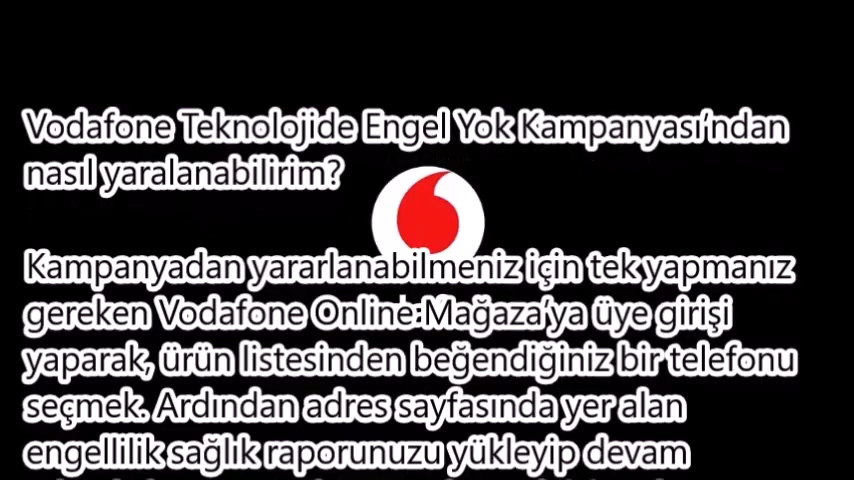 Vodafone Teknolojide Engel Yok Kampanyası’ndan
nasıl yaralanabilirim?
Kampanyadan yararlanabilmeniz için tek yapmanız
gereken Vodafone Online Mağaza’ya üye girişi
yaparak, ürün listesinden beğendiğiniz bir telefonu
seçmek. Ardından adres sayfasında yer alan
engellilik sağlık raporunuzu yükleyip devam